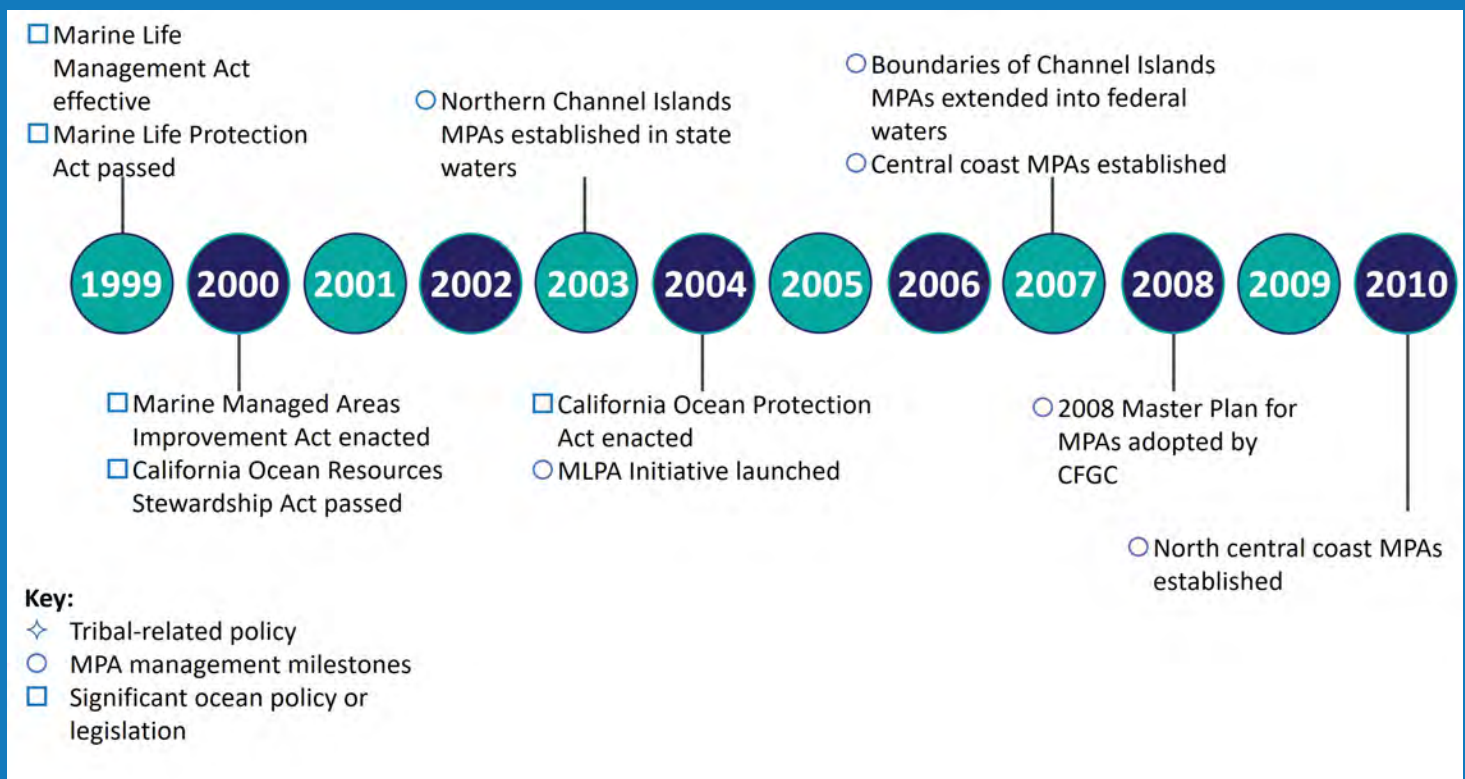 Marine Life
Management Act
effective
Marine Life Protection
Act passed
Northern Channel Islands
MPAs established in state
waters
Boundaries of Channel Islands
MPAs extended into federal
waters
Central coast MPAs established
1999
2000
2001
2002
2003
2004
2005
2006
2007
2008
2009
2010
Marine Managed Areas
Improvement Act enacted
California Ocean Resources
Stewardship Act passed
California Ocean Protection
Act enacted
MLPA Initiative launched
2008 Master Plan for
MPAs adopted by
CFGC
North central coast MPAs
established
Key:
Tribal-related policy
MPA management milestones
Significant ocean policy or
legislation